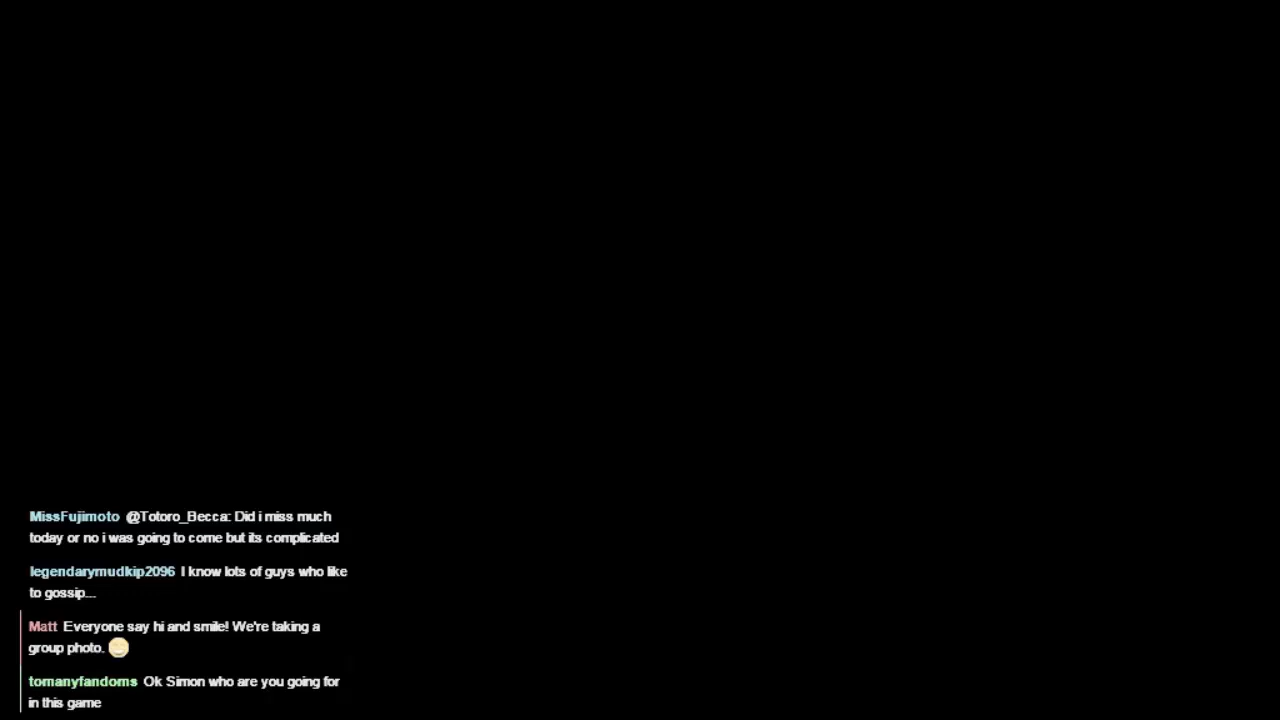 MissFujimoto @Totoro_Becca: Did i miss much
today or no i was going to come but its complicated
legendarymudkip2096 I know lots of guys who like
to gossip...
Matt Everyone say hi and smile! We're taking a
group photo.
tomanyfandoms Ok Simon who are you going for
in this game